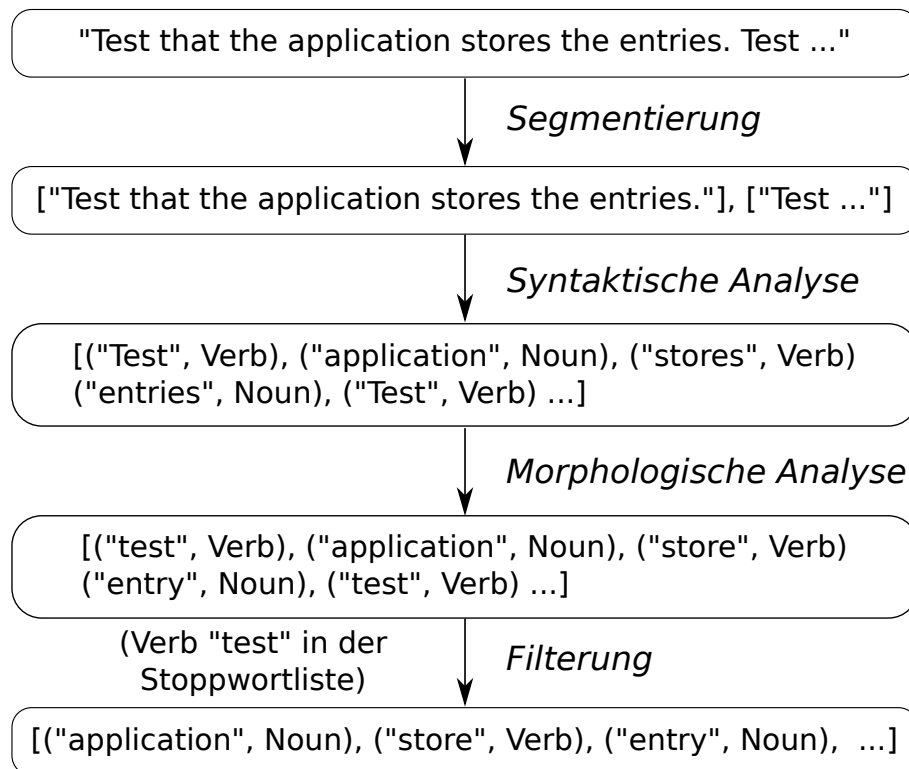 "Test that the application stores the entries. Test ..."
Segmentierung
["Test that the application stores the entries."], ["Test ..."]
Syntaktische Analyse
[("Test", Verb), ("application", Noun), ("stores", Verb)
("entries", Noun), ("Test", Verb) ...]
Morphologische Analyse
[("test", Verb), ("application", Noun), ("store", Verb)
("entry", Noun), ("test", Verb) ...]
(Verb "test" in der
Stoppwortliste)
Filterung
[("application", Noun), ("store", Verb), ("entry", Noun),  ...]